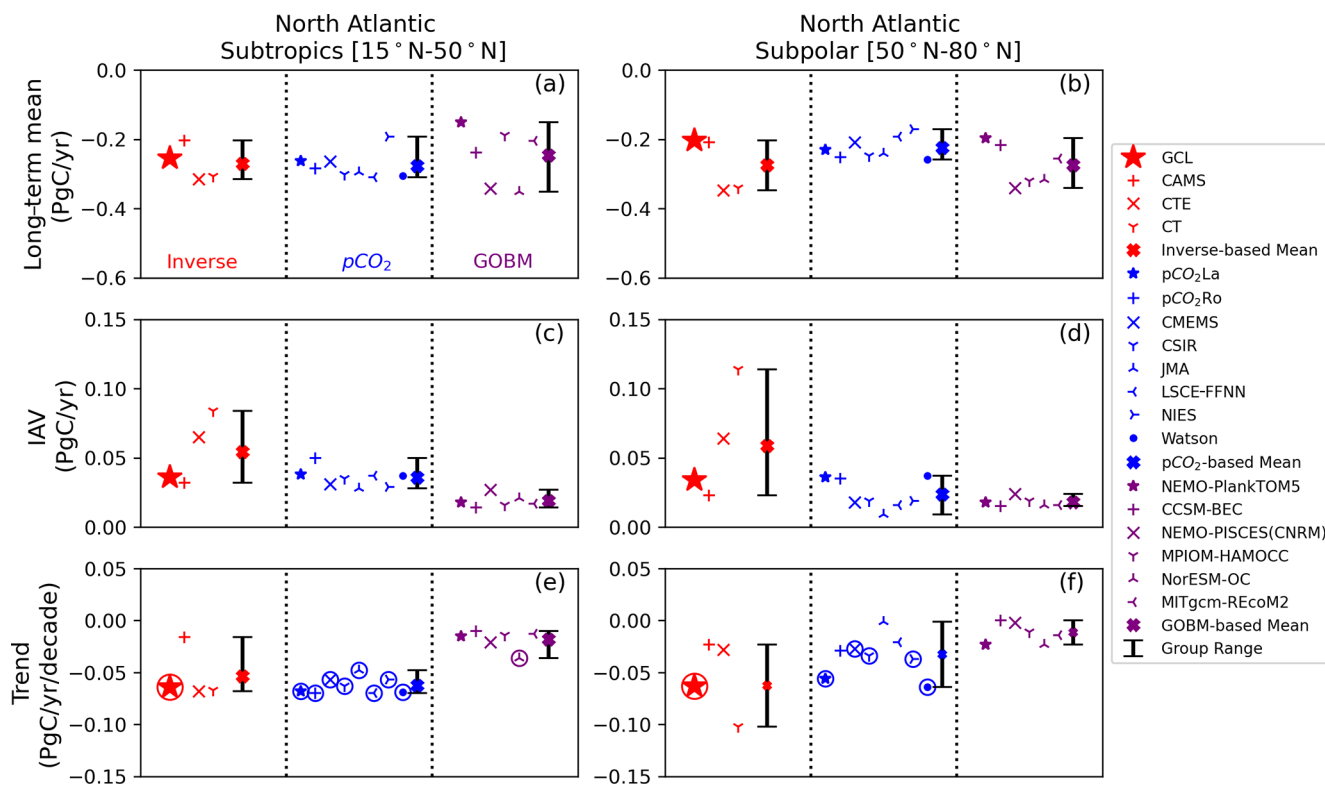 North Atlantic
Subtropics [15°N-50°N]
North Atlantic
Subpolar [50°N-80°N]
Long-term mean
(PgC/yr)
0.0
−0.2
−0.4
−0.6
(a)
Inverse
pCO₂
GOBM
0.0
−0.2
−0.4
−0.6
(b)
IAV
(PgC/yr)
0.15
0.10
0.05
0.00
(c)
0.15
0.10
0.05
0.00
(d)
Trend
(PgC/yr/decade)
0.05
0.00
−0.05
−0.10
−0.15
(e)
0.05
0.00
−0.05
−0.10
−0.15
(f)
GCL
CAMS
CTE
CT
Inverse-based Mean
pCO₂La
pCO₂Ro
CMEMS
CSIR
JMA
LSCE-FFNN
NIES
Watson
pCO₂-based Mean
NEMO-PlankTOM5
CCSM-BEC
NEMO-PISCES(CNRM)
MPIOM-HAMOCC
NorESM-OC
MITgcm-REcoM2
GOBM-based Mean
Group Range